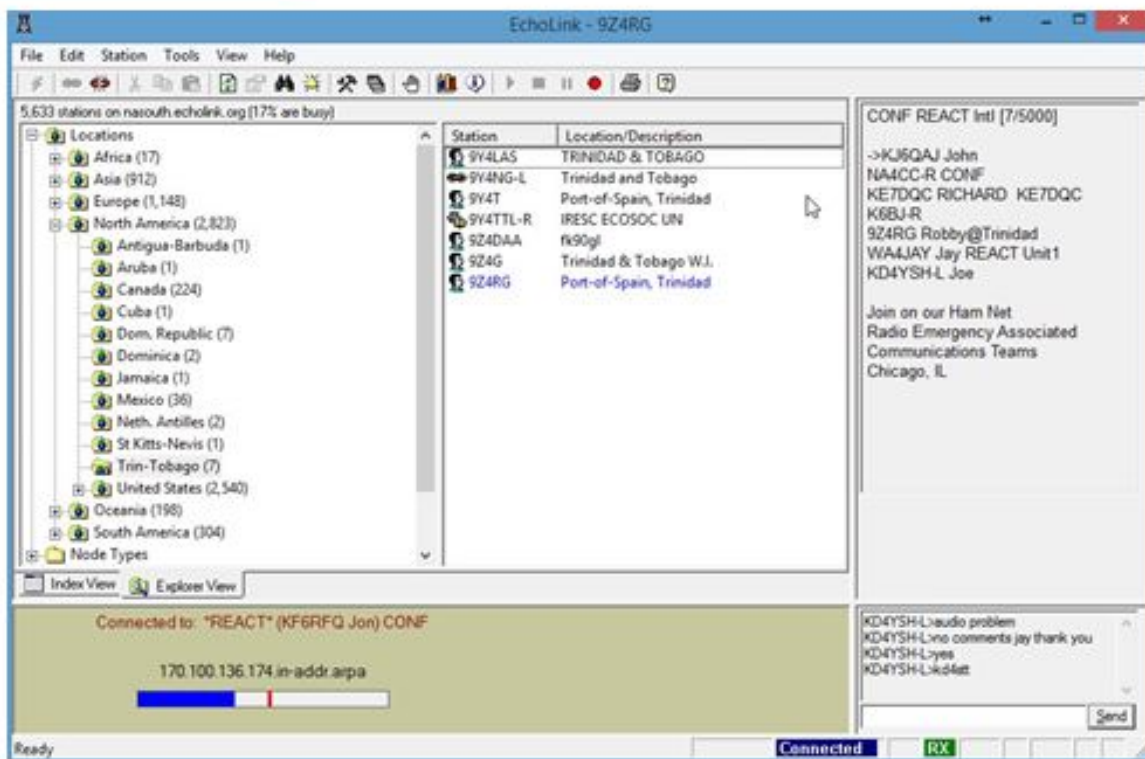 EchoLink - 9Z4RG
File Edit Station Tools View Help
5,633 stations on nasouth.echolink.org (17% are busy)
Locations
Africa (17)
Asia (912)
Europe (1,148)
North America (2,823)
Antigua-Barbuda (1)
Aruba (1)
Canada (224)
Cuba (1)
Dom. Republic (7)
Dominica (2)
Jamaica (1)
Mexico (36)
Neth. Antilles (2)
St Kitts-Nevis (1)
Trin-Tobago (7)
United States (2,540)
Oceania (198)
South America (304)
Node Types
Index View Explorer View
Station Location/Description
9Y4LAS TRINIDAD & TOBAGO
9Y4NG-L Trinidad and Tobago
9Y4T Port-of-Spain, Trinidad
9Y4TTL-R IRESC ECOSOC UN
9Z4DAA fk90gl
9Z4G Trinidad & Tobago W.I.
9Z4RG Port-of-Spain, Trinidad
CONF REACT Intl [7/5000]
->KJ6QAJ John
NA4CC-R CONF
KE7DQC RICHARD KE7DQC
K6BJ-R
9Z4RG Robby@Trinidad
WA4JAY Jay REACT Unit1
KD4YSH-L Joe
Join on our Ham Net
Radio Emergency Associated
Communications Teams
Chicago, IL
Connected to: *REACT* (KF6RFQ Jon) CONF
170.100.136.174.in-addr.arpa
KD4YSH-L>audio problem
KD4YSH-L>no comments jay thank you
KD4YSH-L>yes
KD4YSH-L>kd4stt
Send
Ready
Connected
RX